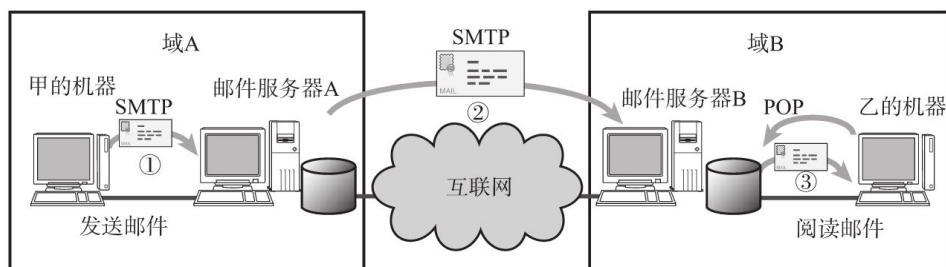 域A
甲的机器
SMTP
①
邮件服务器A
发送邮件
SMTP
MAIL
②
互联网
域B
邮件服务器B
POP
乙的机器
③
阅读邮件